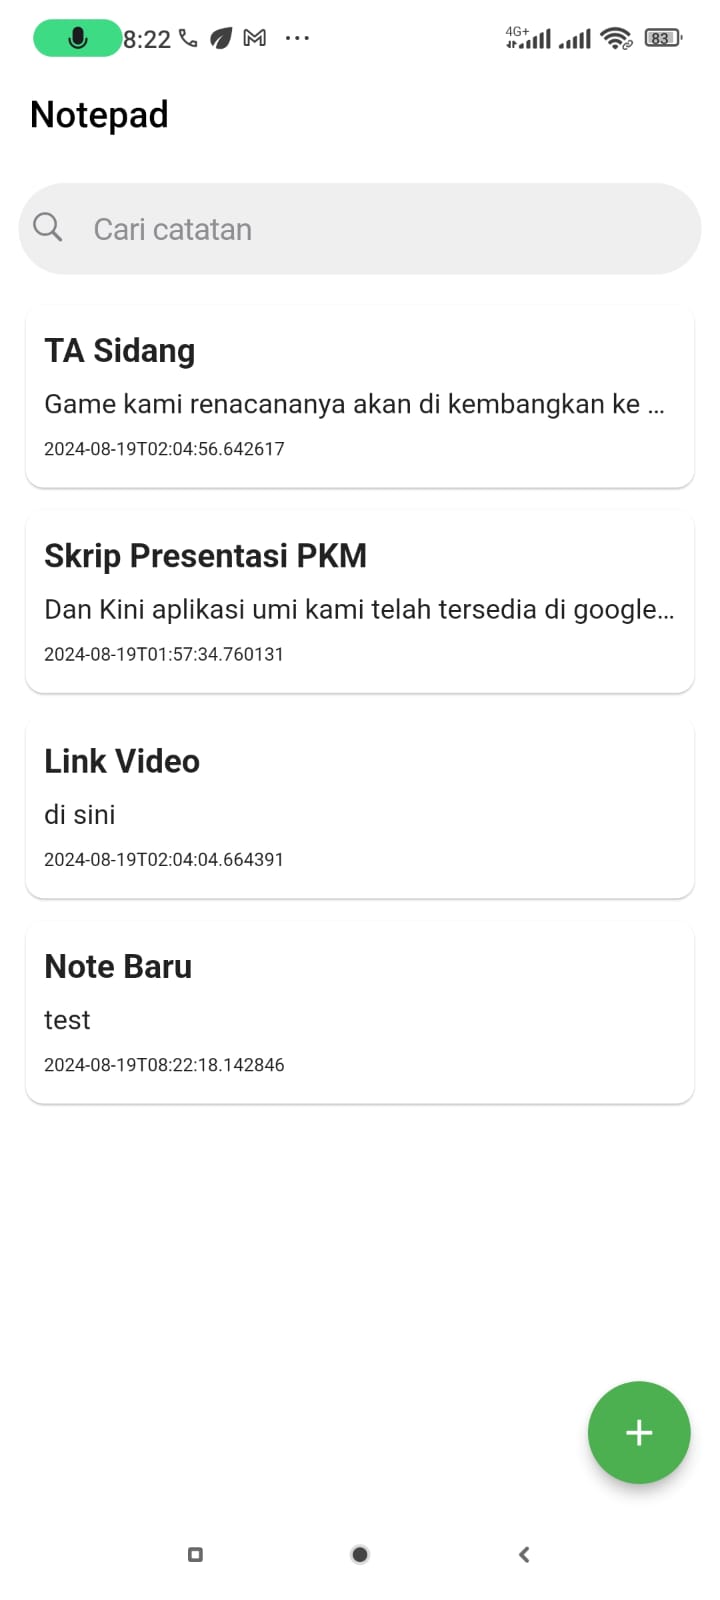 8:22 4G+ 83
Notepad
Cari catatan
TA Sidang
Game kami renacananya akan di kembangkan ke ...
2024-08-19T02:04:56.642617
Skrip Presentasi PKM
Dan Kini aplikasi umi kami telah tersedia di google...
2024-08-19T01:57:34.760131
Link Video
di sini
2024-08-19T02:04:04.664391
Note Baru
test
2024-08-19T08:22:18.142846